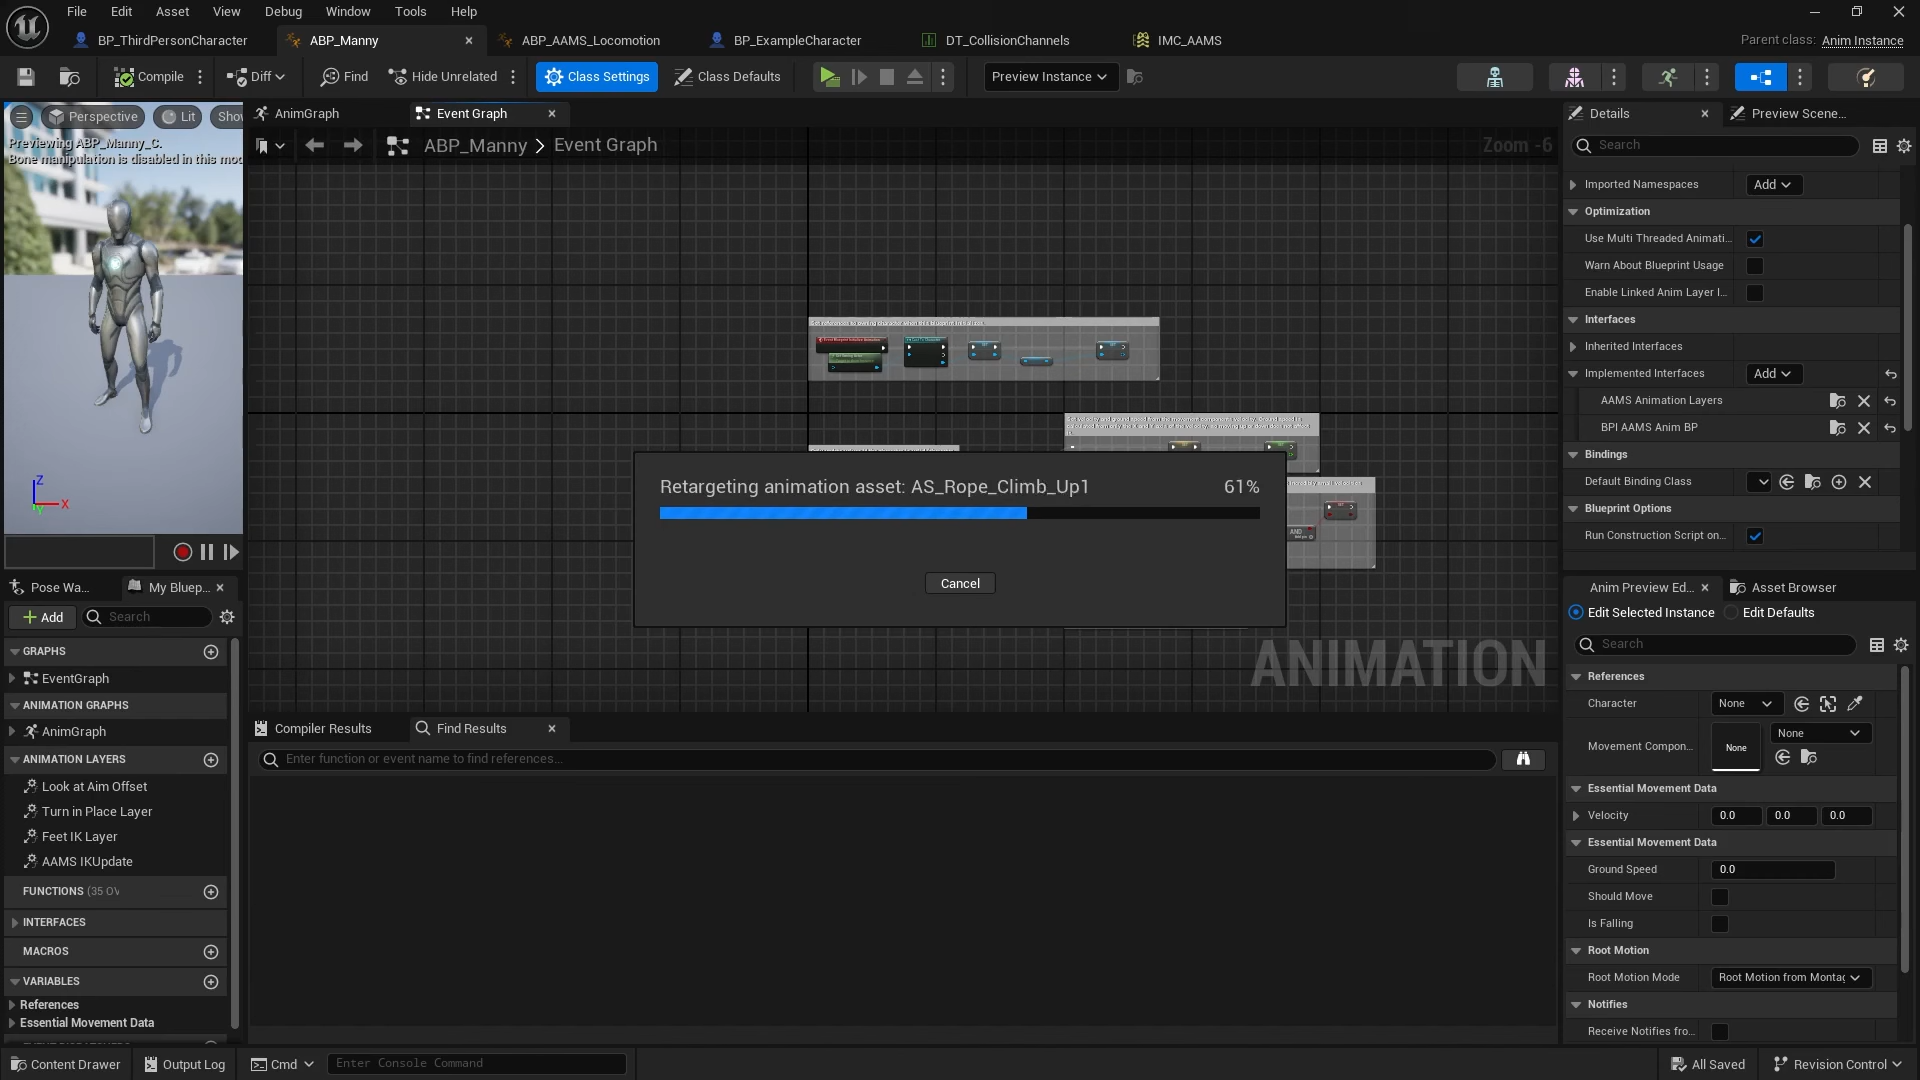 File Edit Asset View Debug Window Tools Help
BP_ThirdPersonCharacter ABP_Manny ABP_AAMS_Locomotion BP_ExampleCharacter DT_CollisionChannels IMC_AAMS Parent class: Anim Instance
Compile Diff Find Hide Unrelated Class Settings Class Defaults Preview Instance
Perspective Lit Show
Previewing ABP_Manny_C.
Bone manipulation is disabled in this mod
Z
X
Y
AnimGraph Event Graph
ABP_Manny > Event Graph Zoom -6
Retargeting animation asset: AS_Rope_Climb_Up1 61%
Cancel
ANIMATION
Compiler Results Find Results
Enter function or event name to find references...
Pose Wa... My Bluep...
Add Search
GRAPHS
EventGraph
ANIMATION GRAPHS
AnimGraph
ANIMATION LAYERS
Look at Aim Offset
Turn in Place Layer
Feet IK Layer
AAMS IKUpdate
FUNCTIONS (35 OV
INTERFACES
MACROS
VARIABLES
References
Essential Movement Data
Details Preview Scene...
Search
Imported Namespaces Add
Optimization
Use Multi Threaded Animati...
Warn About Blueprint Usage
Enable Linked Anim Layer I...
Interfaces
Inherited Interfaces
Implemented Interfaces Add
AAMS Animation Layers
BPI AAMS Anim BP
Bindings
Default Binding Class
Blueprint Options
Run Construction Script on...
Anim Preview Ed... Asset Browser
Edit Selected Instance Edit Defaults
Search
References
Character None
Movement Compon... None None
Essential Movement Data
Velocity 0.0 0.0 0.0
Essential Movement Data
Ground Speed 0.0
Should Move
Is Falling
Root Motion
Root Motion Mode Root Motion from Montag
Notifies
Receive Notifies fro...
Content Drawer Output Log Cmd Enter Console Command All Saved Revision Control